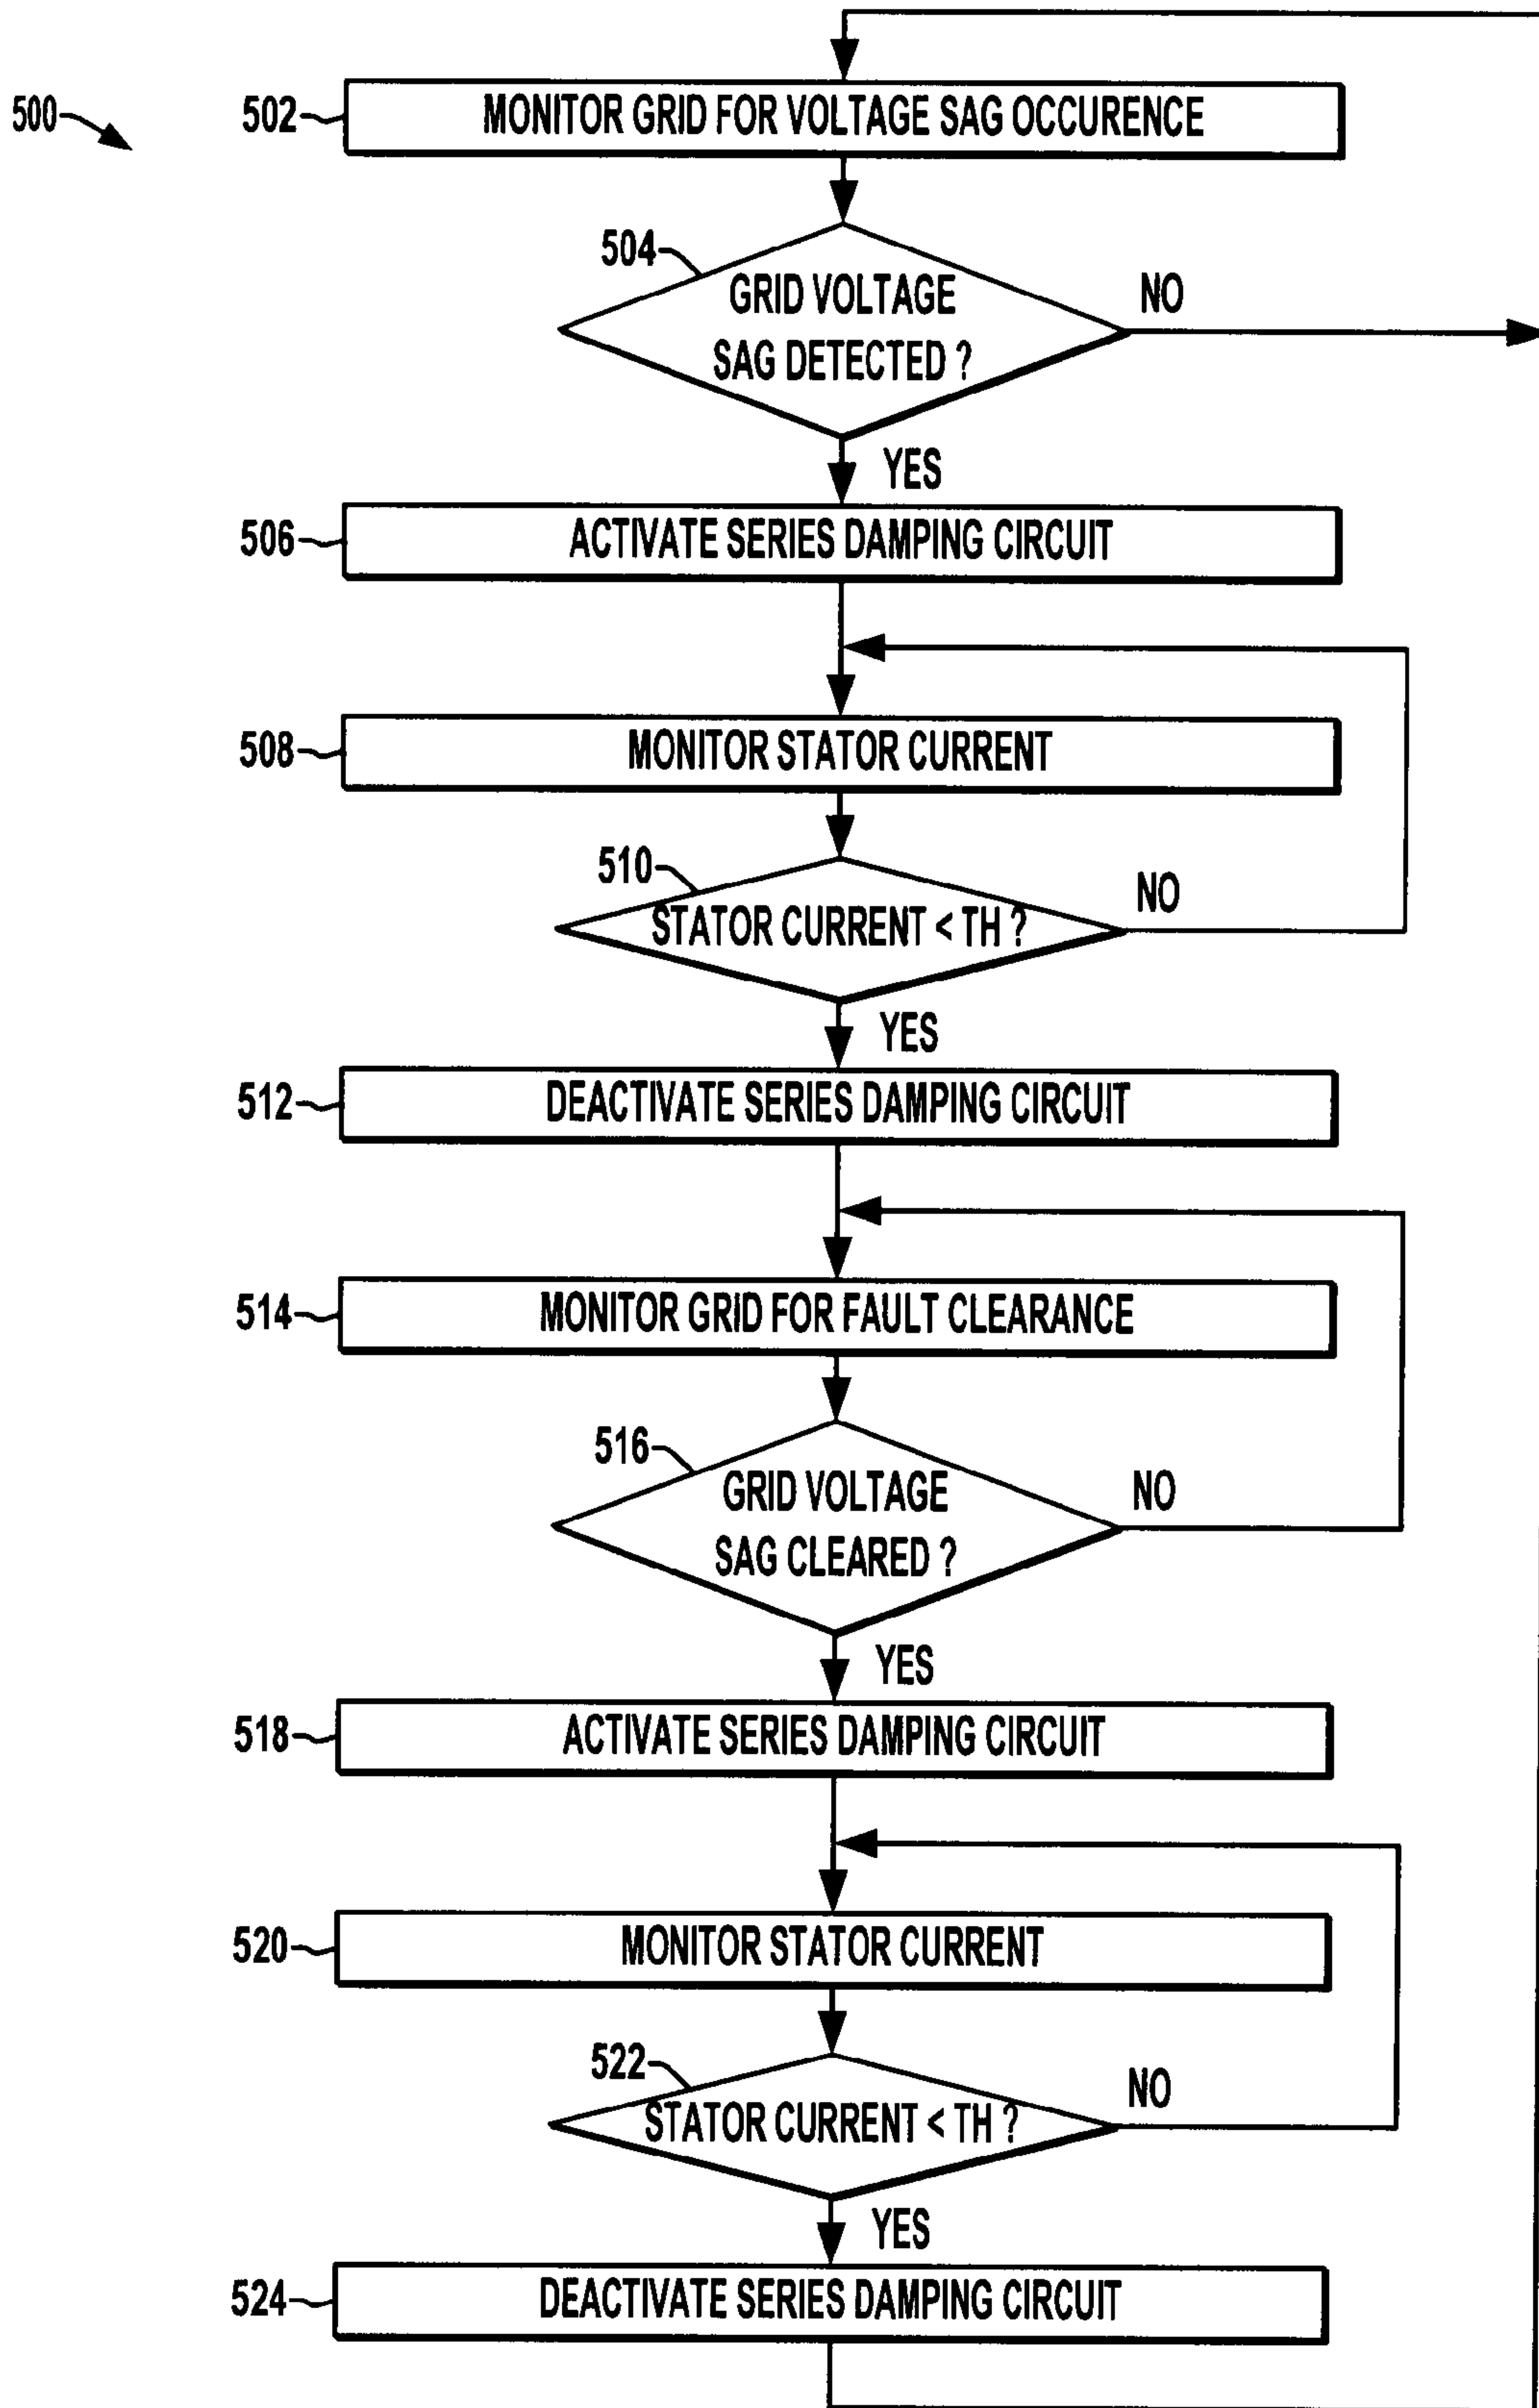 500
502
MONITOR GRID FOR VOLTAGE SAG OCCURENCE
504
GRID VOLTAGE
SAG DETECTED ?
NO
YES
506
ACTIVATE SERIES DAMPING CIRCUIT
508
MONITOR STATOR CURRENT
510
STATOR CURRENT < TH ?
NO
YES
512
DEACTIVATE SERIES DAMPING CIRCUIT
514
MONITOR GRID FOR FAULT CLEARANCE
516
GRID VOLTAGE
SAG CLEARED ?
NO
YES
518
ACTIVATE SERIES DAMPING CIRCUIT
520
MONITOR STATOR CURRENT
522
STATOR CURRENT < TH ?
NO
YES
524
DEACTIVATE SERIES DAMPING CIRCUIT